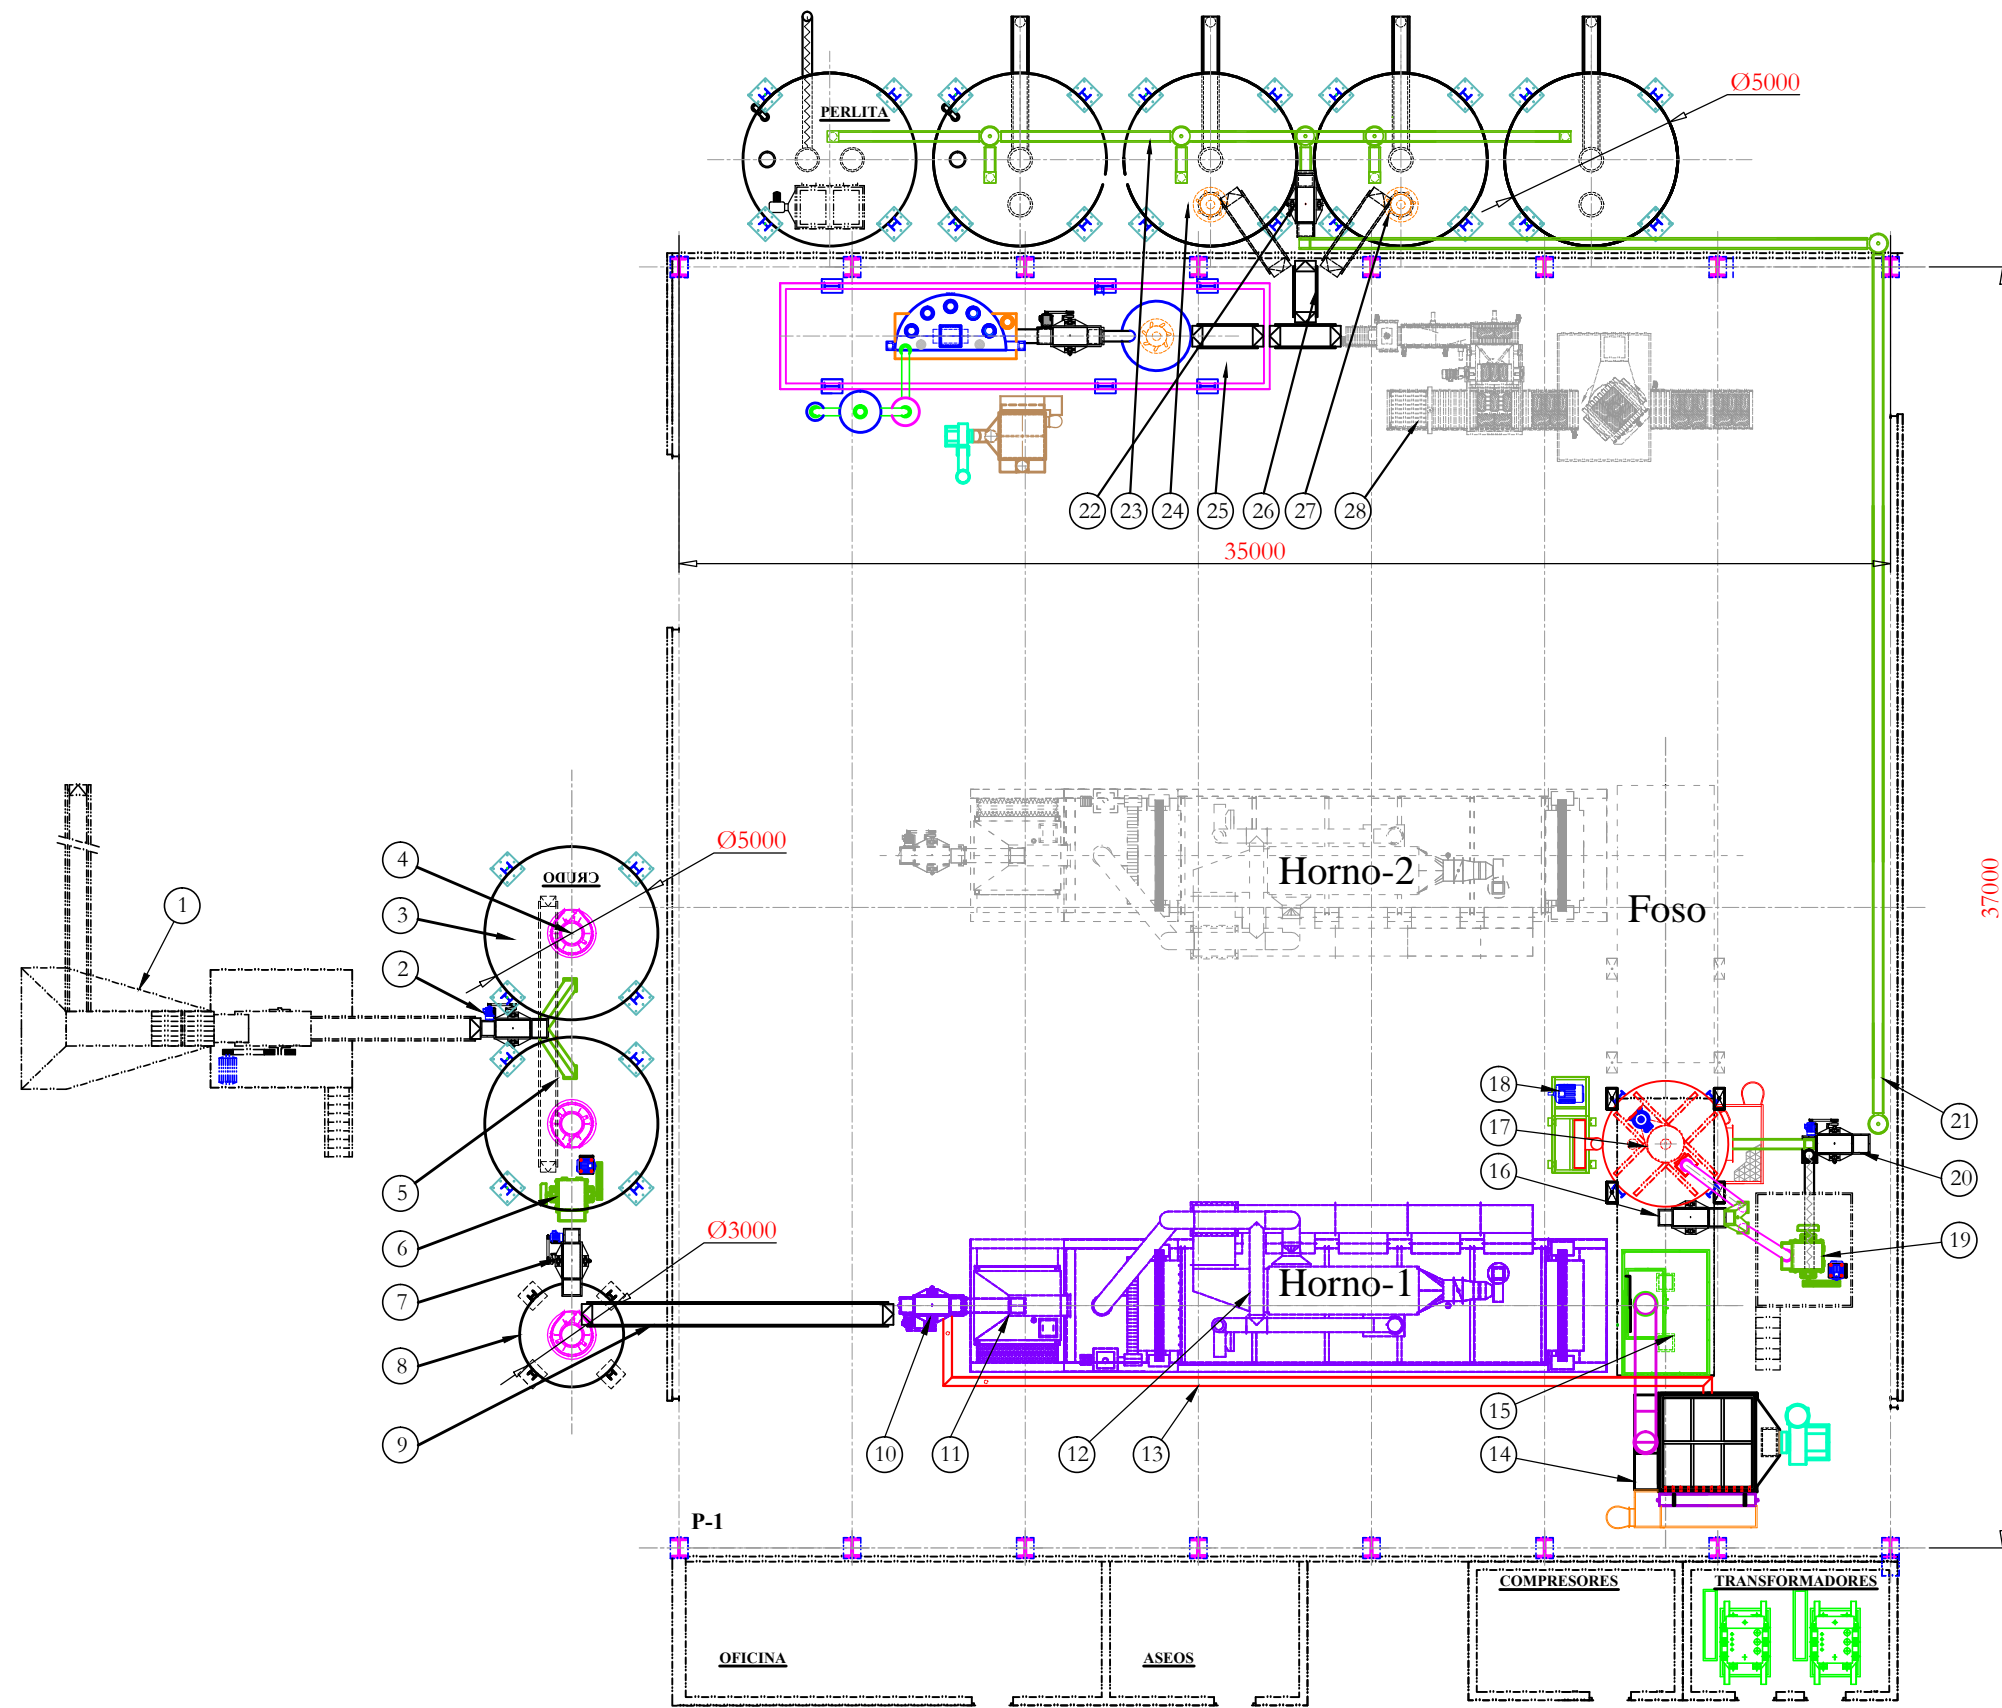 PERLITA
Ø5000
22
23
24
25
26
27
28
35000
37000
Ø5000
CRUDO
1
2
3
4
5
6
7
8
9
Ø3000
Horno-2
Foso
Horno-1
10
11
12
13
14
15
16
17
18
19
20
21
P-1
OFICINA
ASEOS
COMPRESORES
TRANSFORMADORES